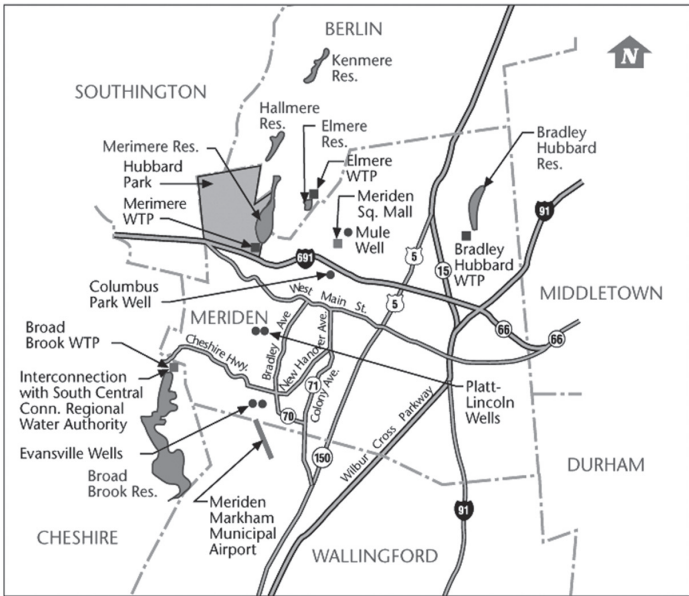 BERLIN
N
Kenmere
Res.
SOUTHINGTON
Hallmere
Res.
Elmere
Res.
Bradley
Hubbard
Res.
Merimere Res.
Hubbard
Park
Elmere
WTP
Merimere
WTP
Meriden
Sq. Mall
Mule
Well
91
691
5
15
Bradley
Hubbard
WTP
Columbus
Park Well
West Main St.
5
MIDDLETOWN
MERIDEN
66
66
Broad
Brook WTP
Cheshire Hwy.
Bradley Ave
New Hanover Ave.
Interconnection
with South Central
Conn. Regional
Water Authority
71
Colony Ave.
Platt-
Lincoln
Wells
70
Evansville Wells
150
Wilbur Cross Parkway
Broad
Brook Res.
DURHAM
Meriden
Markham
Municipal
Airport
91
CHESHIRE
WALLINGFORD